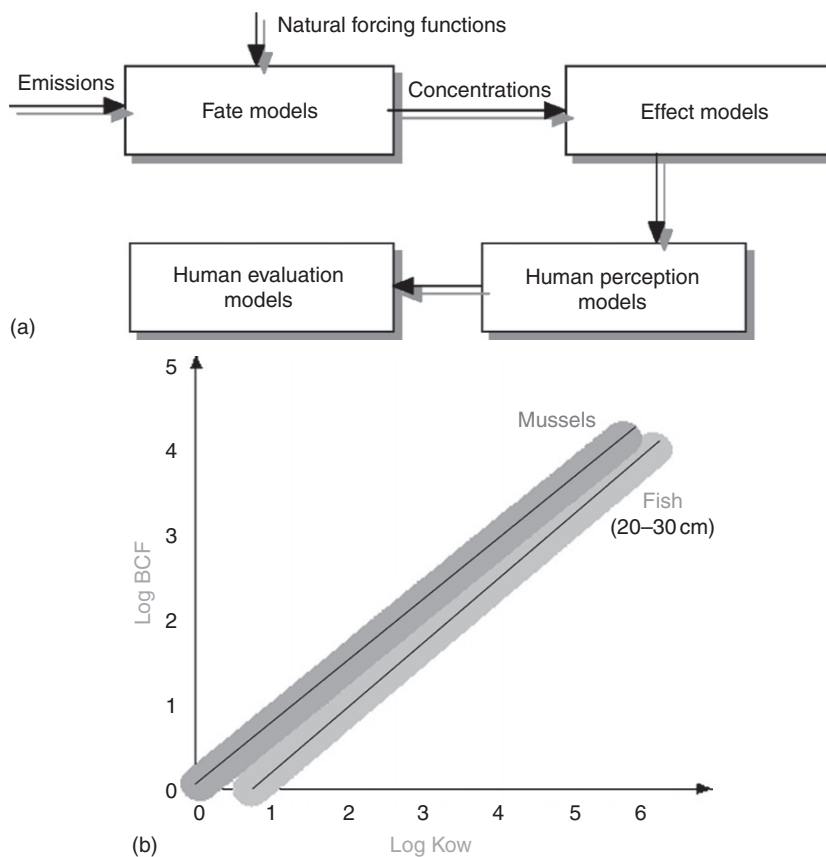 Natural forcing functions
Emissions
Fate models
Concentrations
Effect models
Human evaluation
models
Human perception
models
(a)
5
4
3
2
1
0
Log BCF
Mussels
Fish
(20–30 cm)
0 1 2 3 4 5 6
Log Kow
(b)